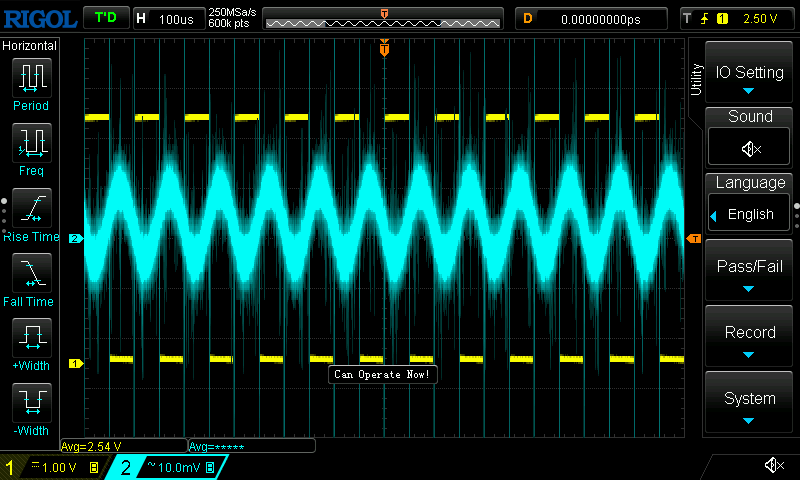 RIGOL T'D H 100us 250MSa/s D 0.00000000ps T 1 2.50 V
600k pts
T
Horizontal
Period
Freq
Rise Time
Fall Time
+Width
-Width
T
2
1
T
Can Operate Now!
Utility
IO Setting
Sound
Language
English
Pass/Fail
Record
System
Avg=2.54 V Avg=*****
1 1.00 V B 2 10.0mV B